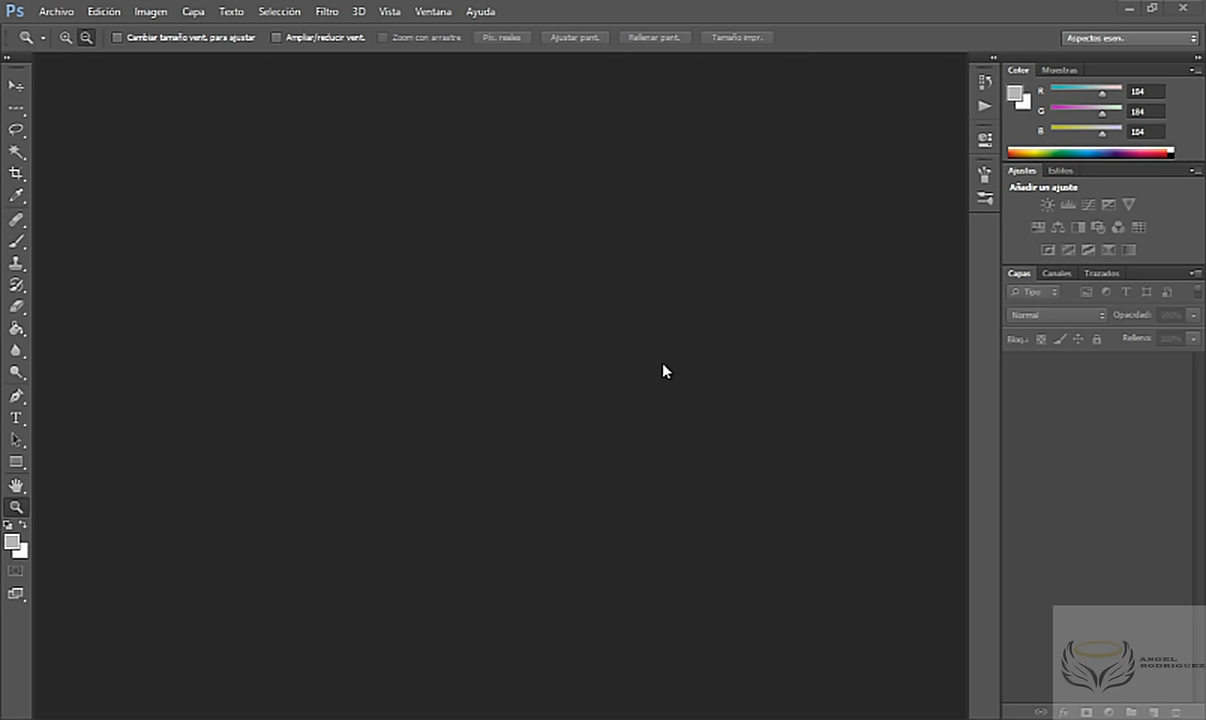 Ps Archivo Edición Imagen Capa Texto Selección Filtro 3D Vista Ventana Ayuda
Cambiar tamaño vent. para ajustar Ampliar/reducir vent. Zoom con arrastre Píx. reales Ajustar pant. Rellenar pant. Tamaño impr. Aspectos esen.
Color Muestras
R 184
G 184
B 184
Ajustes Estilos
Añadir un ajuste
Capas Canales Trazados
Tipo
Normal Opacidad: 100%
Bloq.: Relleno: 100%
ANGEL
RODRIGUEZ